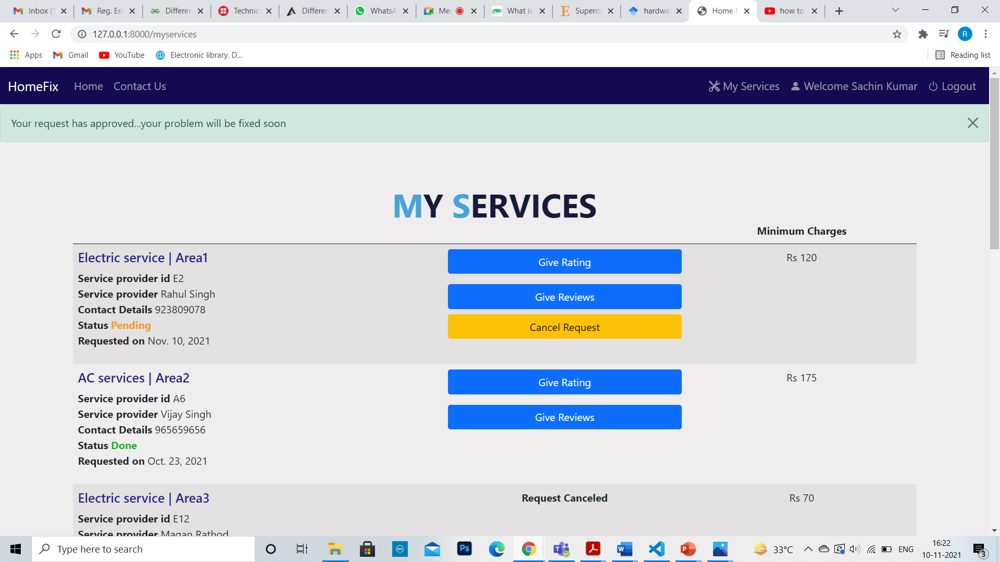 Inbox (1
Reg. En
Differen
Technica
Differen
WhatsA
Mee
What is
Superco
hardwar
Home F
how to
127.0.0.1:8000/myservices
R
Apps
Gmail
YouTube
Electronic library. D...
Reading list
HomeFix
Home
Contact Us
My Services
Welcome Sachin Kumar
Logout
Your request has approved...your problem will be fixed soon
MY SERVICES
Minimum Charges
Electric service | Area1
Give Rating
Rs 120
Service provider id E2
Service provider Rahul Singh
Give Reviews
Contact Details 923809078
Status Pending
Cancel Request
Requested on Nov. 10, 2021
AC services | Area2
Give Rating
Rs 175
Service provider id A6
Service provider Vijay Singh
Give Reviews
Contact Details 965659656
Status Done
Requested on Oct. 23, 2021
Electric service | Area3
Request Canceled
Rs 70
Service provider id E12
Service provider Magan Rathod
Type here to search
DELL
Ps
33°C
ENG
16:22
10-11-2021
3